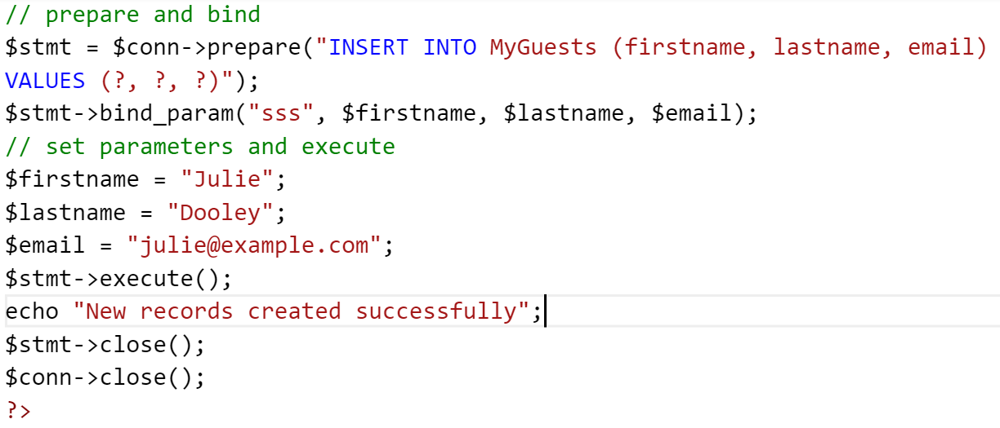 // prepare and bind
$stmt = $conn->prepare("INSERT INTO MyGuests (firstname, lastname, email)
VALUES (?, ?, ?)");
$stmt->bind_param("sss", $firstname, $lastname, $email);
// set parameters and execute
$firstname = "Julie";
$lastname = "Dooley";
$email = "julie@example.com";
$stmt->execute();
echo "New records created successfully";
$stmt->close();
$conn->close();
?>